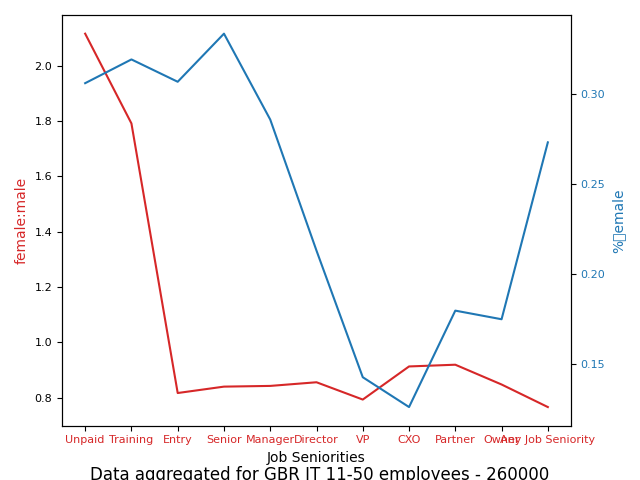 female:male
2.0
1.8
1.6
1.4
1.2
1.0
0.8
0.30
0.25
0.20
0.15
%emale
Unpaid Training Entry Senior Manager Director VP CXO Partner Owner Any Job Seniority
Job Seniorities
Data aggregated for GBR IT 11-50 employees - 260000